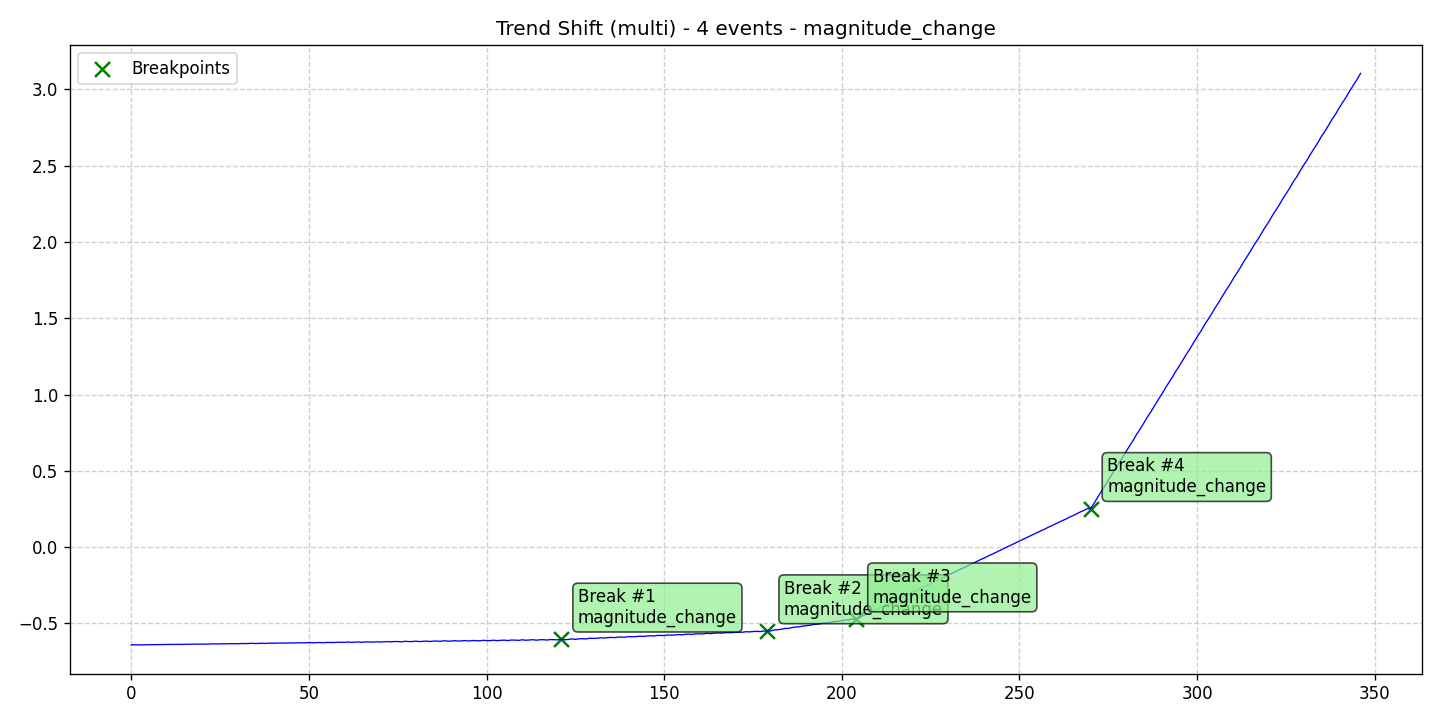 Trend Shift (multi) - 4 events - magnitude_change
Breakpoints
3.0
2.5
2.0
1.5
1.0
0.5
0.0
−0.5
Break #4
magnitude_change
Break #3
magnitude_change
Break #2
magnitude_change
Break #1
magnitude_change
0 50 100 150 200 250 300 350